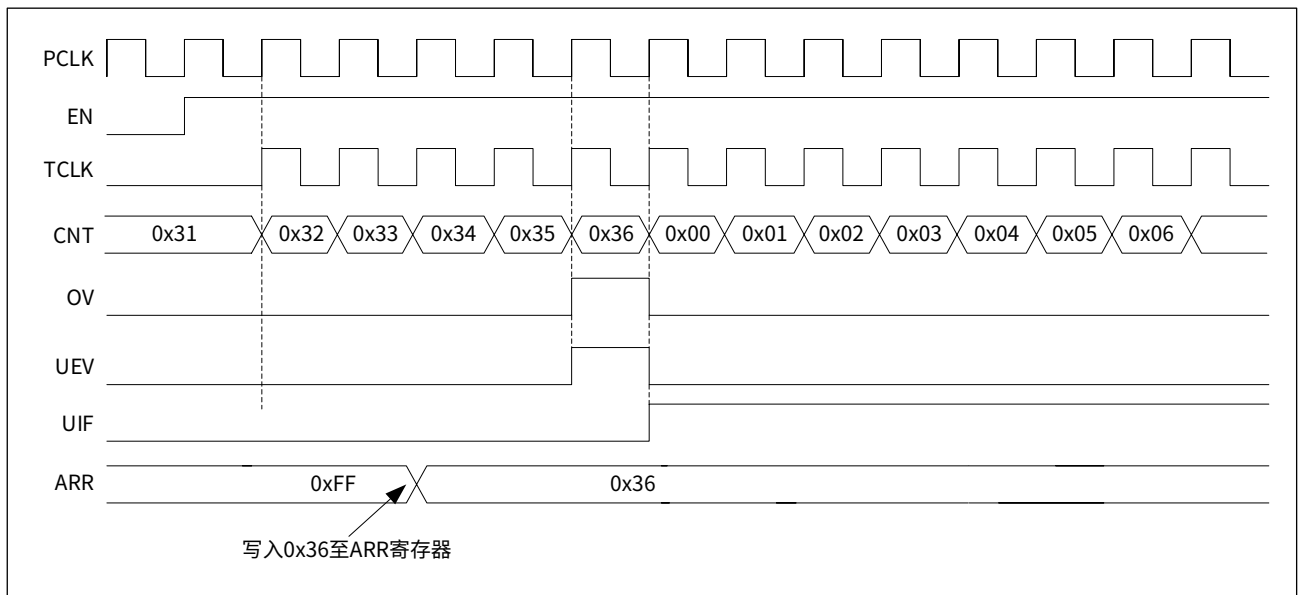 PCLK
EN
TCLK
CNT 0x31 0x32 0x33 0x34 0x35 0x36 0x00 0x01 0x02 0x03 0x04 0x05 0x06
OV
UEV
UIF
ARR 0xFF 0x36
写入0x36至ARR寄存器